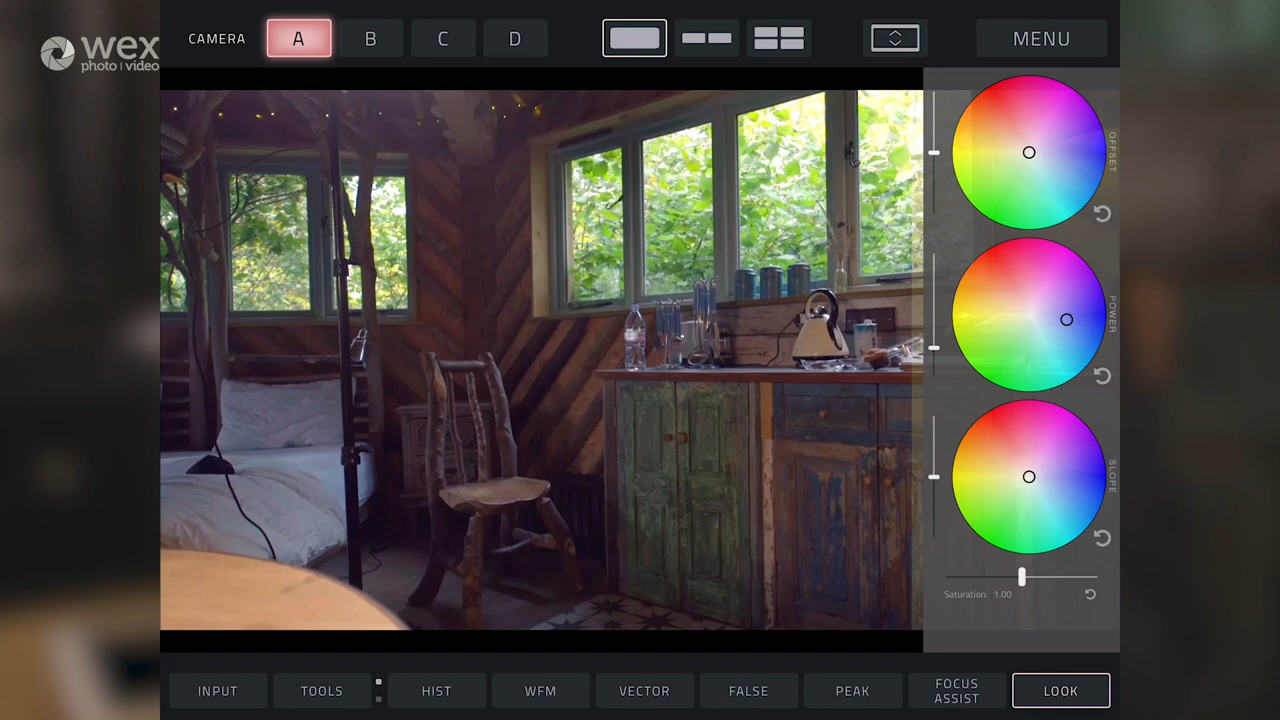 wex
photo | video
CAMERA
A
B
C
D
MENU
OFFSET
POWER
SLOPE
Saturation: 1.00
INPUT
TOOLS
HIST
WFM
VECTOR
FALSE
PEAK
FOCUS
ASSIST
LOOK